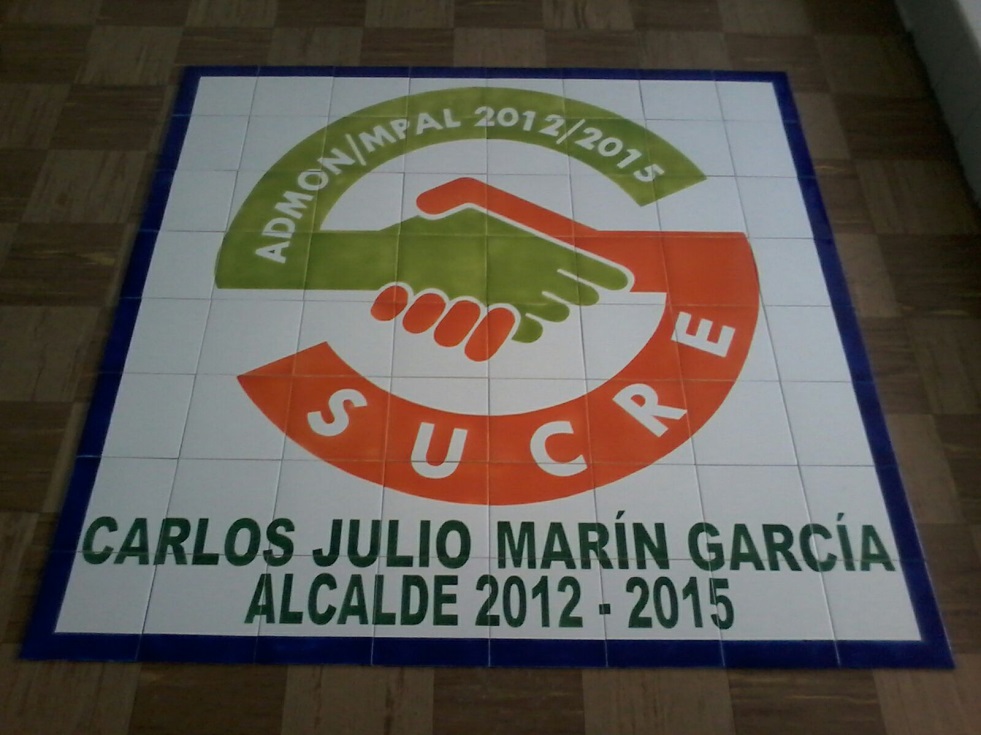 ADMON/MPAL 2012/2015
SUCRE
CARLOS JULIO MARÍN GARCÍA
ALCALDE 2012 - 2015